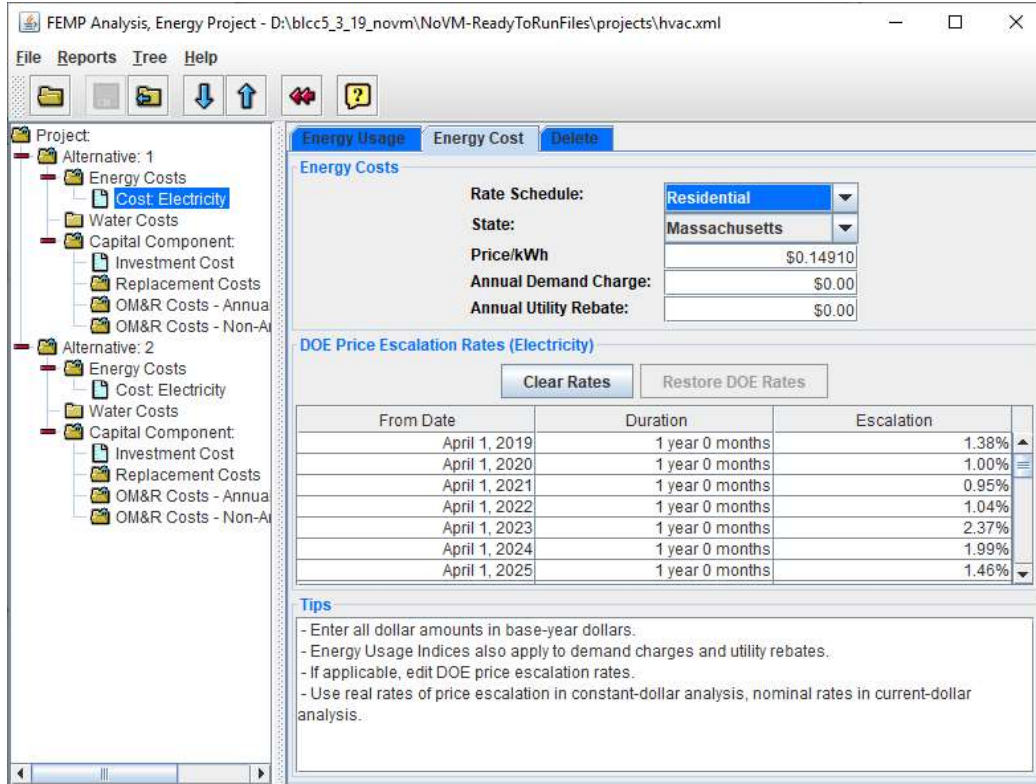 FEMP Analysis, Energy Project - D:\blcc5_3_19_novm\NoVM-ReadyToRunFiles\projects\hvac.xml
File Reports Tree Help
Project:
Alternative: 1
Energy Costs
Cost: Electricity
Water Costs
Capital Component:
Investment Cost
Replacement Costs
OM&R Costs - Annua
OM&R Costs - Non-A
Alternative: 2
Energy Costs
Cost: Electricity
Water Costs
Capital Component:
Investment Cost
Replacement Costs
OM&R Costs - Annua
OM&R Costs - Non-A
Energy Usage Energy Cost Delete
Energy Costs
Rate Schedule: Residential
State: Massachusetts
Price/kWh $0.14910
Annual Demand Charge: $0.00
Annual Utility Rebate: $0.00
DOE Price Escalation Rates (Electricity)
Clear Rates Restore DOE Rates
From Date Duration Escalation
April 1, 2019 1 year 0 months 1.38%
April 1, 2020 1 year 0 months 1.00%
April 1, 2021 1 year 0 months 0.95%
April 1, 2022 1 year 0 months 1.04%
April 1, 2023 1 year 0 months 2.37%
April 1, 2024 1 year 0 months 1.99%
April 1, 2025 1 year 0 months 1.46%
Tips
- Enter all dollar amounts in base-year dollars.
- Energy Usage Indices also apply to demand charges and utility rebates.
- If applicable, edit DOE price escalation rates.
- Use real rates of price escalation in constant-dollar analysis, nominal rates in current-dollar
analysis.